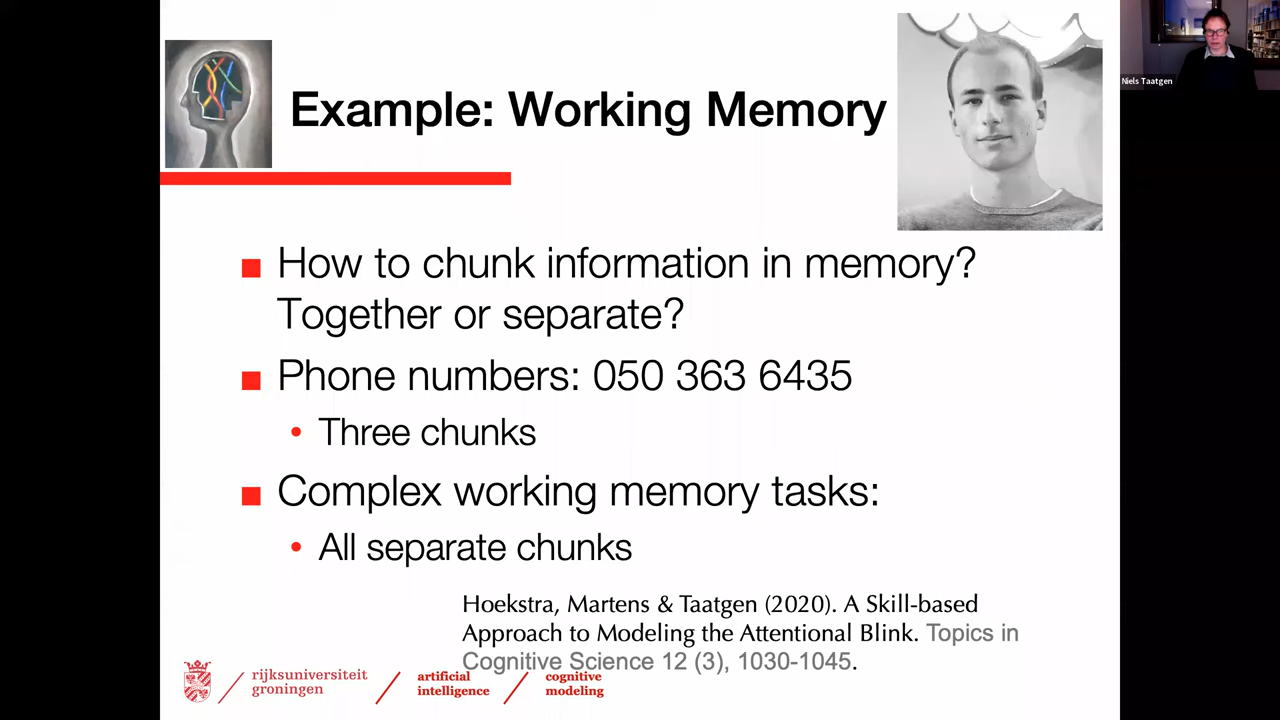 Niels Taatgen
Example: Working Memory
■ How to chunk information in memory?
Together or separate?
■ Phone numbers: 050 363 6435
• Three chunks
■ Complex working memory tasks:
• All separate chunks
Hoekstra, Martens & Taatgen (2020). A Skill-based
Approach to Modeling the Attentional Blink. Topics in
Cognitive Science 12 (3), 1030-1045.
rijksuniversiteit
groningen
artificial
intelligence
cognitive
modeling